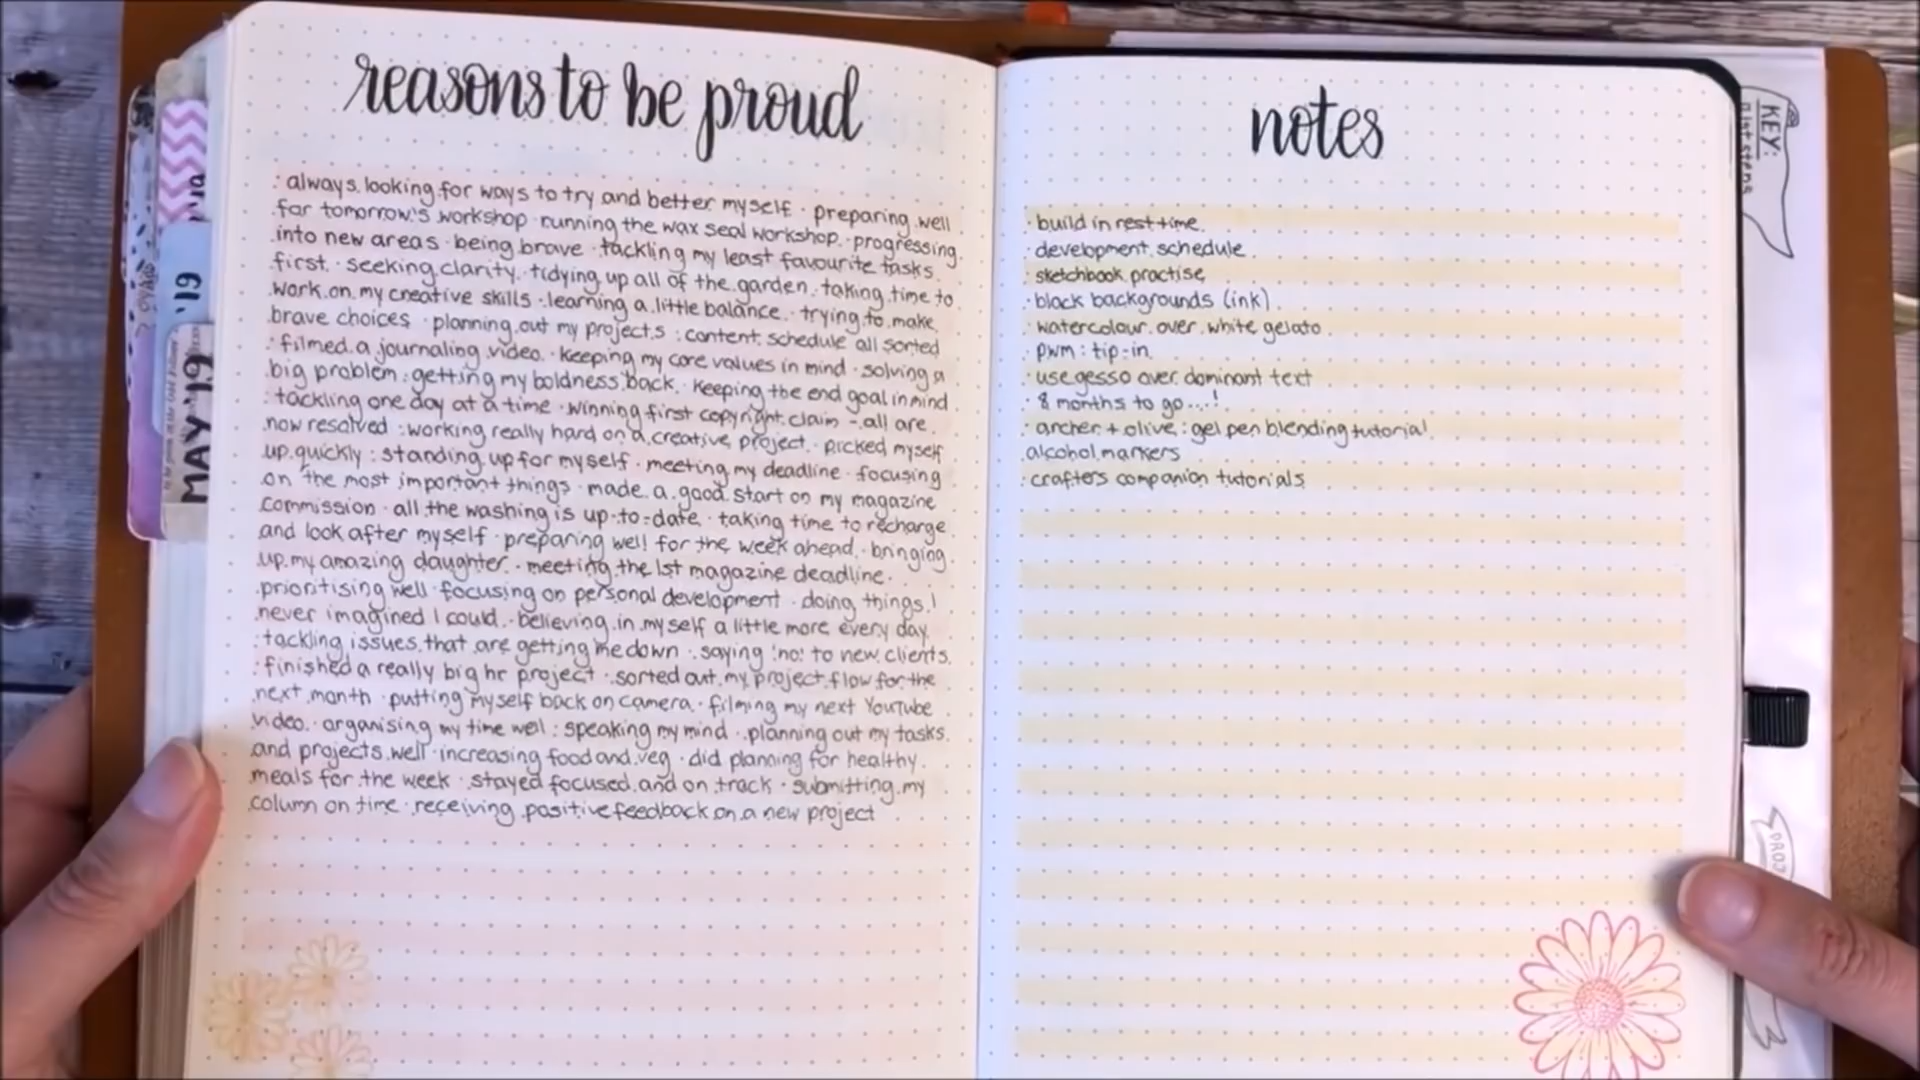 reasons to be proud
· always looking for ways to try and better myself · preparing well
for tomorrow's workshop · running the wax seal workshop · progressing
into new areas · being brave · tackling my least favourite tasks
first · seeking clarity · tidying up all of the garden · taking time to
work on my creative skills · learning a little balance · trying to make
brave choices · planning out my projects · content schedule all sorted
· filmed a journaling video · keeping my core values in mind · solving a
big problem · getting my boldness back · keeping the end goal in mind
· tackling one day at a time · winning first copyright claim - all are
now resolved · working really hard on a creative project · picked myself
up quickly · standing up for myself · meeting my deadline · focusing
on the most important things · made a good start on my magazine
commission · all the washing is up-to-date · taking time to recharge
and look after myself · preparing well for the week ahead · bringing
up my amazing daughter · meeting the 1st magazine deadline ·
prioritising well · focusing on personal development · doing things I
never imagined I could · believing in myself a little more every day
· tackling issues that are getting me down · saying 'no' to new clients
· finished a really big hr project · sorted out my project flow for the
next month · putting myself back on camera · filming my next YouTube
video · organising my time well · speaking my mind · planning out my tasks
and projects well · increasing food and veg · did planning for healthy
meals for the week · stayed focused and on track · submitting my
column on time · receiving positive feedback on a new project
notes
· build in rest time
· development schedule
· sketchbook practise
· black backgrounds (ink)
· watercolour over white gelato
· pwm : tip-in
· use gesso over dominant text
· 8 months to go....!
· archer + olive : gel pen blending tutorial
alcohol markers
· crafters companion tutorials
MAY '19
'19
KEY: